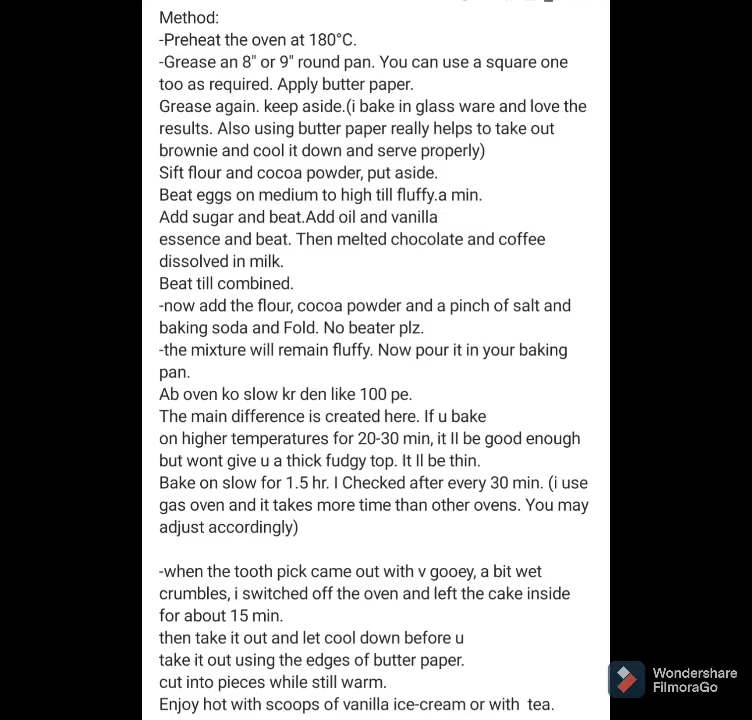 Method:
-Preheat the oven at 180°C.
-Grease an 8" or 9" round pan. You can use a square one
too as required. Apply butter paper.
Grease again. keep aside.(i bake in glass ware and love the
results. Also using butter paper really helps to take out
brownie and cool it down and serve properly)
Sift flour and cocoa powder, put aside.
Beat eggs on medium to high till fluffy.a min.
Add sugar and beat.Add oil and vanilla
essence and beat. Then melted chocolate and coffee
dissolved in milk.
Beat till combined.
-now add the flour, cocoa powder and a pinch of salt and
baking soda and Fold. No beater plz.
-the mixture will remain fluffy. Now pour it in your baking
pan.
Ab oven ko slow kr den like 100 pe.
The main difference is created here. If u bake
on higher temperatures for 20-30 min, it ll be good enough
but wont give u a thick fudgy top. It ll be thin.
Bake on slow for 1.5 hr. I Checked after every 30 min. (i use
gas oven and it takes more time than other ovens. You may
adjust accordingly)
-when the tooth pick came out with v gooey, a bit wet
crumbles, i switched off the oven and left the cake inside
for about 15 min.
then take it out and let cool down before u
take it out using the edges of butter paper.
cut into pieces while still warm.
Enjoy hot with scoops of vanilla ice-cream or with tea.
Wondershare
FilmoraGo